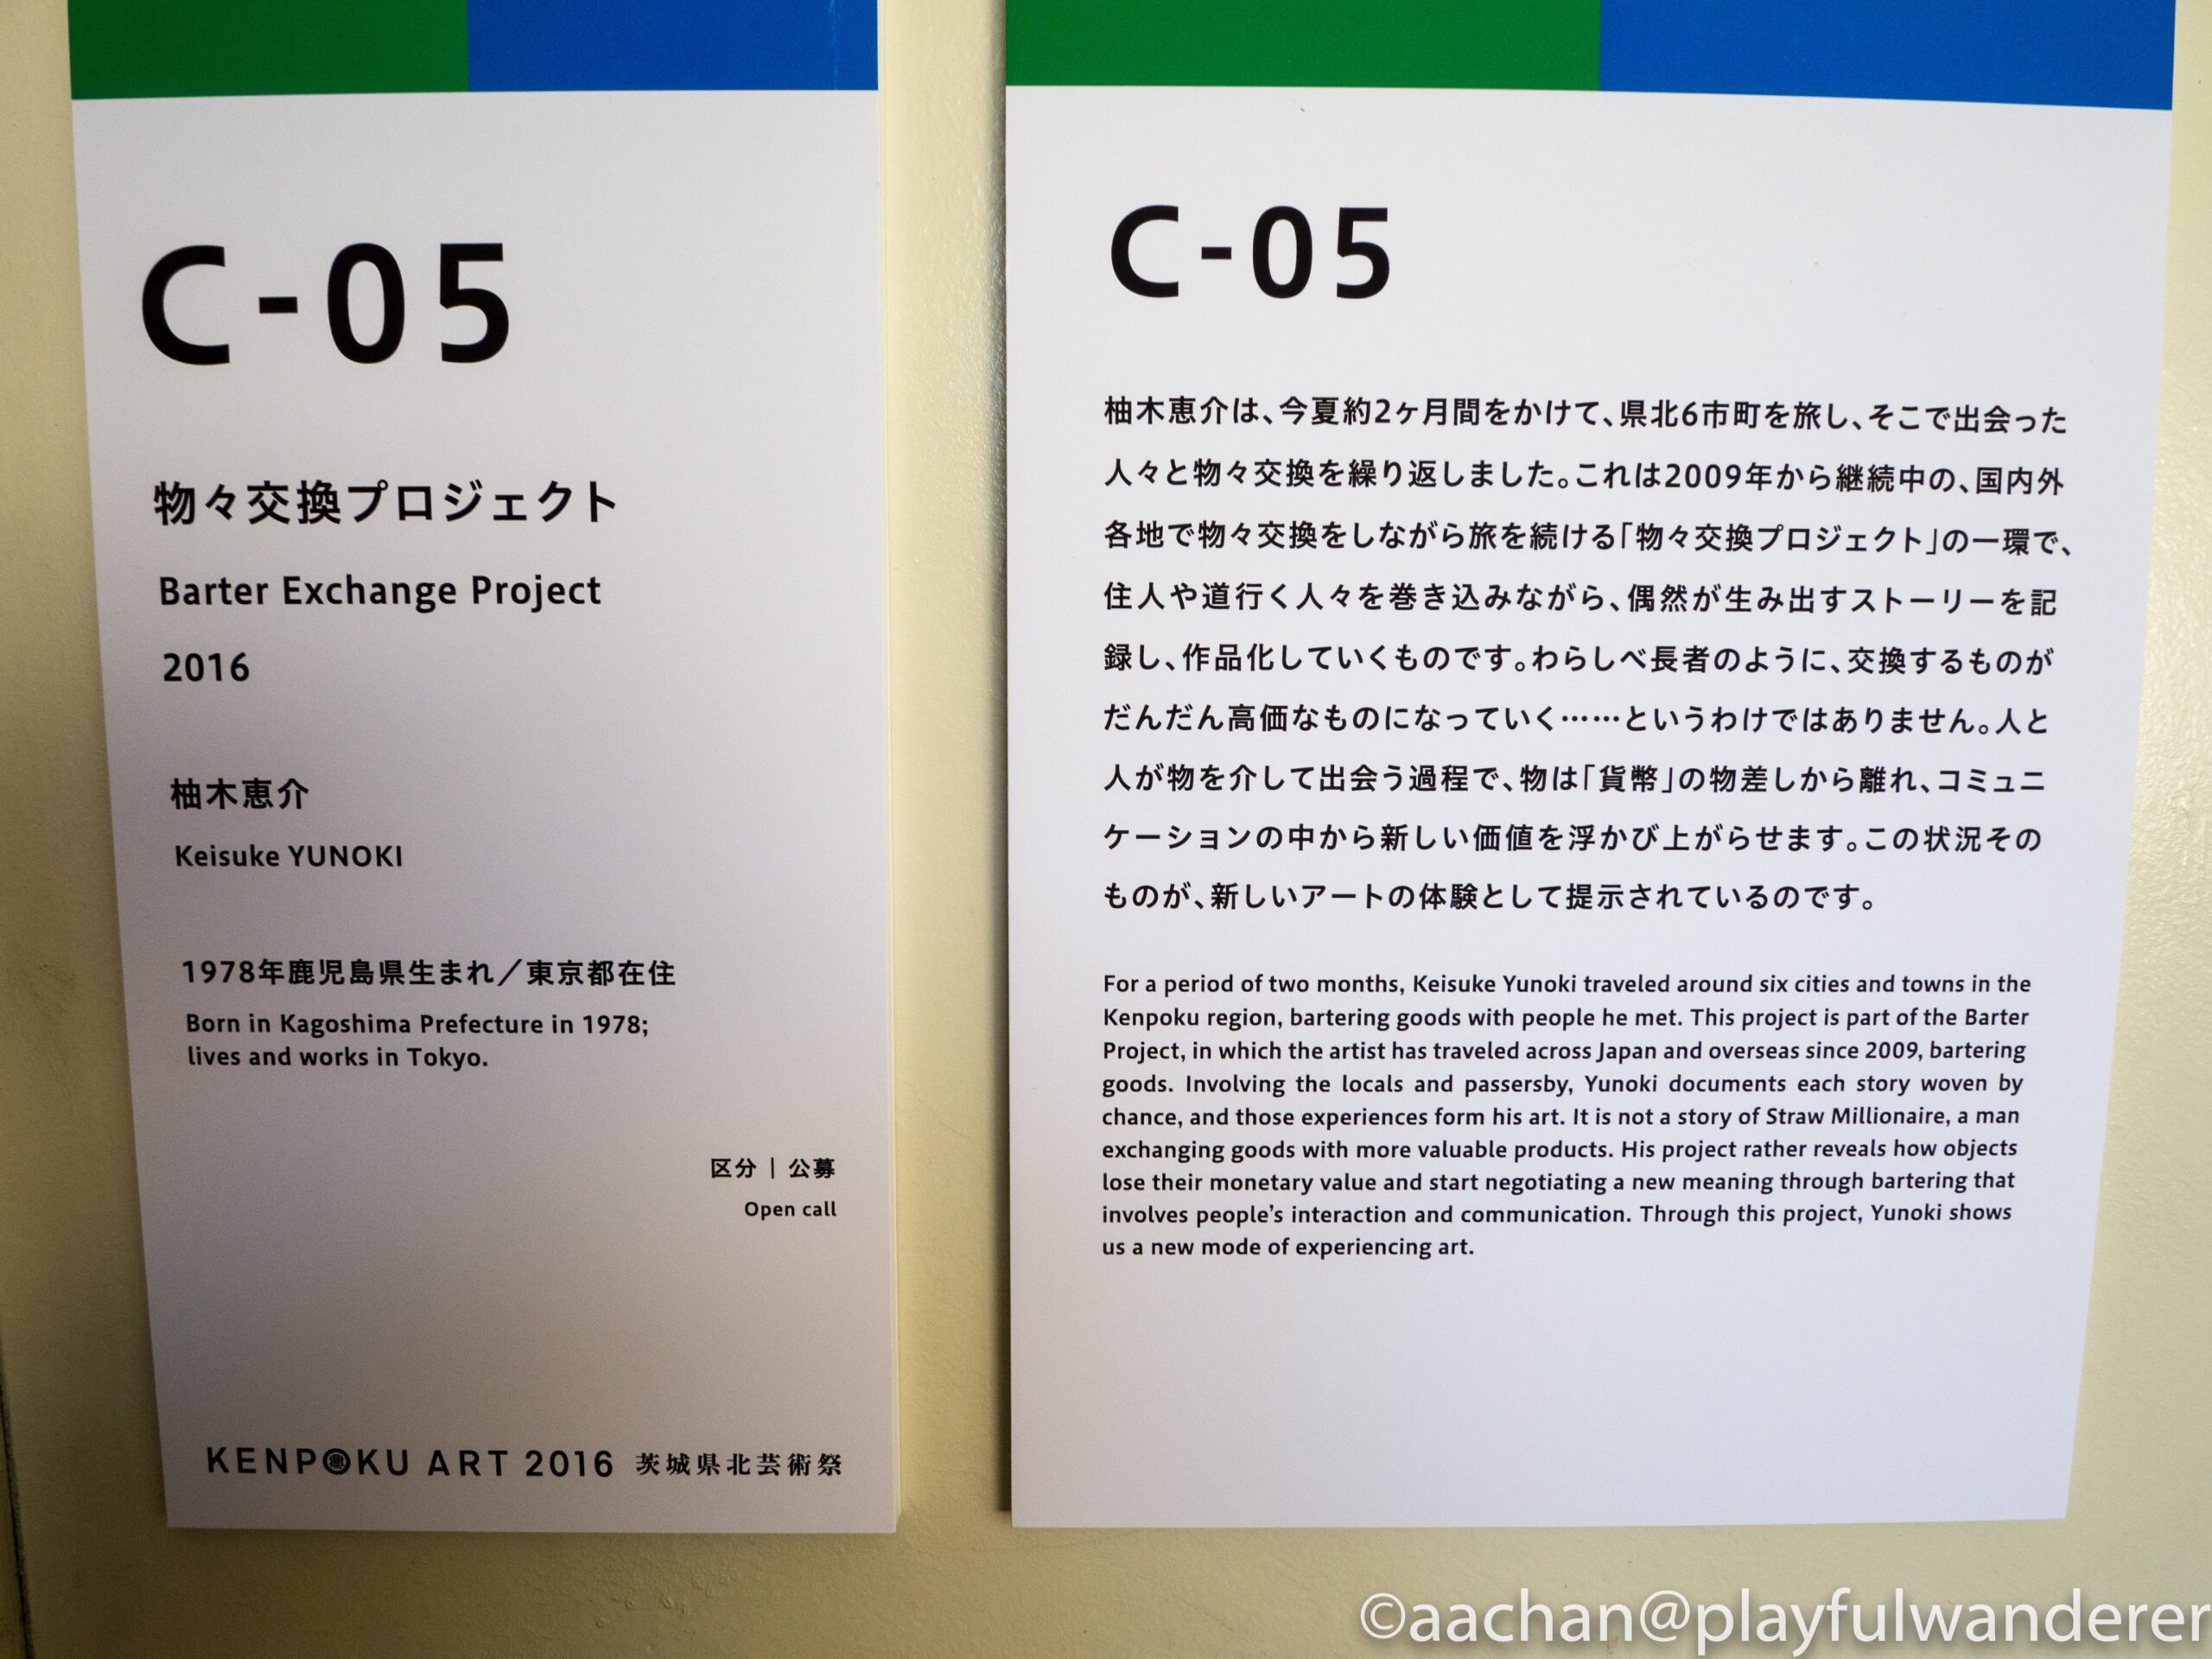 C-05
物々交換プロジェクト
Barter Exchange Project
2016
柚木恵介
Keisuke YUNOKI
1978年鹿児島県生まれ／東京都在住
Born in Kagoshima Prefecture in 1978;
lives and works in Tokyo.
区分｜公募
Open call
KENPOKU ART 2016 茨城県北芸術祭
C-05
柚木恵介は、今夏約2ヶ月間をかけて、県北6市町を旅し、そこで出会った
人々と物々交換を繰り返しました。これは2009年から継続中の、国内外
各地で物々交換をしながら旅を続ける「物々交換プロジェクト」の一環で、
住人や道行く人々を巻き込みながら、偶然が生み出すストーリーを記
録し、作品化していくものです。わらしべ長者のように、交換するものが
だんだん高価なものになっていく……というわけではありません。人と
人が物を介して出会う過程で、物は「貨幣」の物差しから離れ、コミュニ
ケーションの中から新しい価値を浮かび上がらせます。この状況その
ものが、新しいアートの体験として提示されているのです。
For a period of two months, Keisuke Yunoki traveled around six cities and towns in the
Kenpoku region, bartering goods with people he met. This project is part of the Barter
Project, in which the artist has traveled across Japan and overseas since 2009, bartering
goods. Involving the locals and passersby, Yunoki documents each story woven by
chance, and those experiences form his art. It is not a story of Straw Millionaire, a man
exchanging goods with more valuable products. His project rather reveals how objects
lose their monetary value and start negotiating a new meaning through bartering that
involves people's interaction and communication. Through this project, Yunoki shows
us a new mode of experiencing art.
©aachan@playfulwanderer